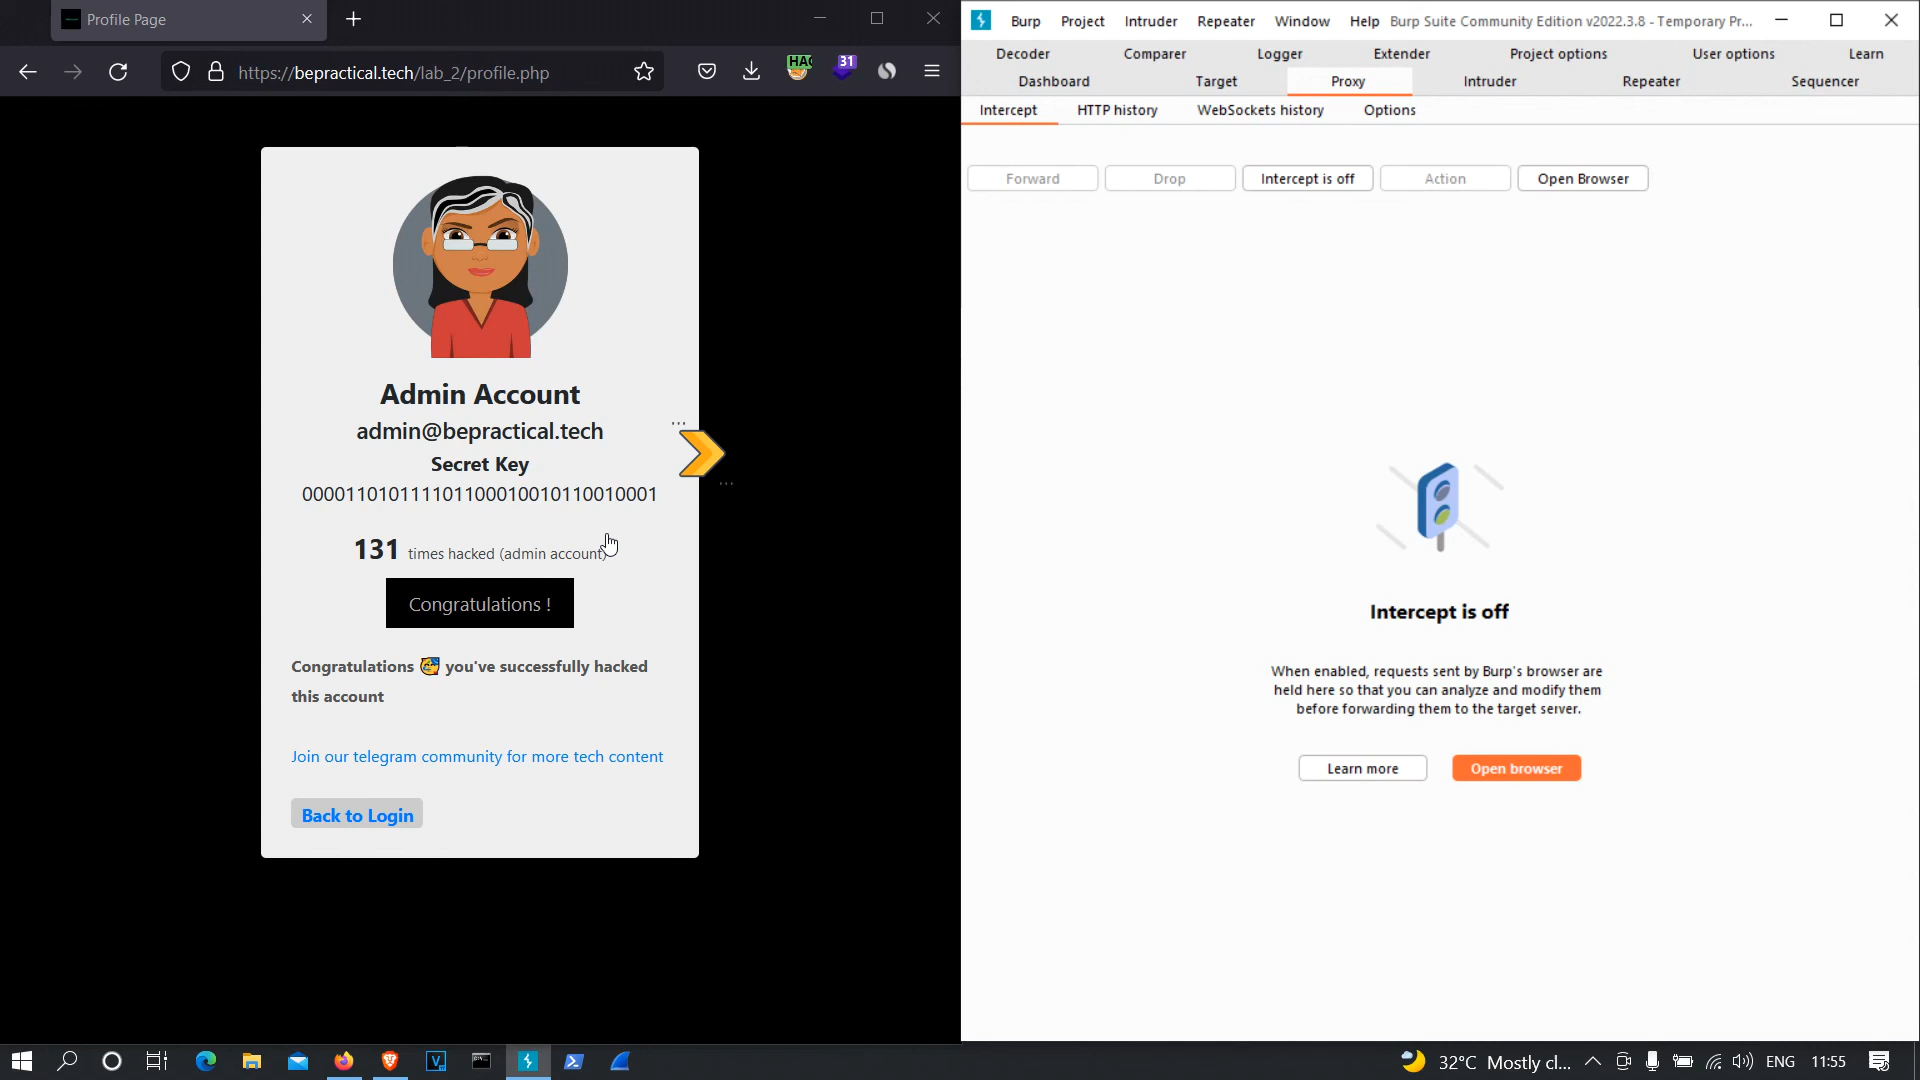 Profile Page
https://bepractical.tech/lab_2/profile.php
HAC
31
Admin Account
admin@bepractical.tech
Secret Key
00001101011110110001001011001​0001
131 times hacked (admin account)
Congratulations !
Congratulations 🥳 you've successfully hacked
this account
Join our telegram community for more tech content
Back to Login
Burp Project Intruder Repeater Window Help Burp Suite Community Edition v2022.3.8 - Temporary Pr...
Decoder Comparer Logger Extender Project options User options Learn
Dashboard Target Proxy Intruder Repeater Sequencer
Intercept HTTP history WebSockets history Options
Forward Drop Intercept is off Action Open Browser
Intercept is off
When enabled, requests sent by Burp's browser are
held here so that you can analyze and modify them
before forwarding them to the target server.
Learn more Open browser
32°C Mostly cl... ENG 11:55